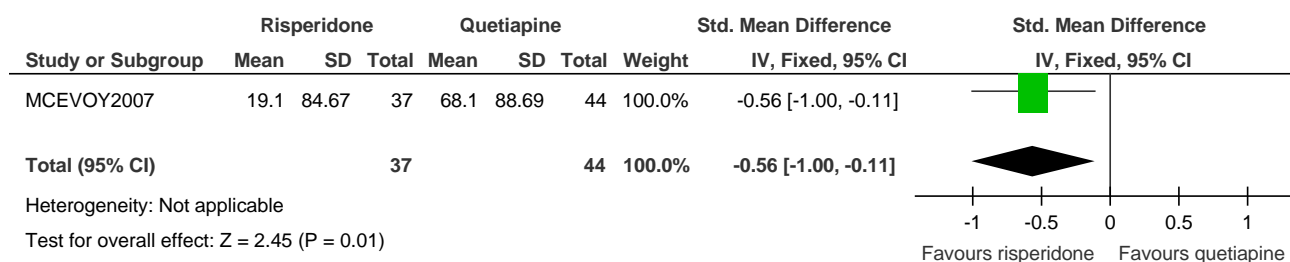 Risperidone Quetiapine Std. Mean Difference Std. Mean Difference
Study or Subgroup Mean SD Total Mean SD Total Weight IV, Fixed, 95% CI IV, Fixed, 95% CI
MCEVOY2007 19.1 84.67 37 68.1 88.69 44 100.0% -0.56 [-1.00, -0.11]
Total (95% CI) 37 44 100.0% -0.56 [-1.00, -0.11]
Heterogeneity: Not applicable
Test for overall effect: Z = 2.45 (P = 0.01)
-1 -0.5 0 0.5 1
Favours risperidone Favours quetiapine